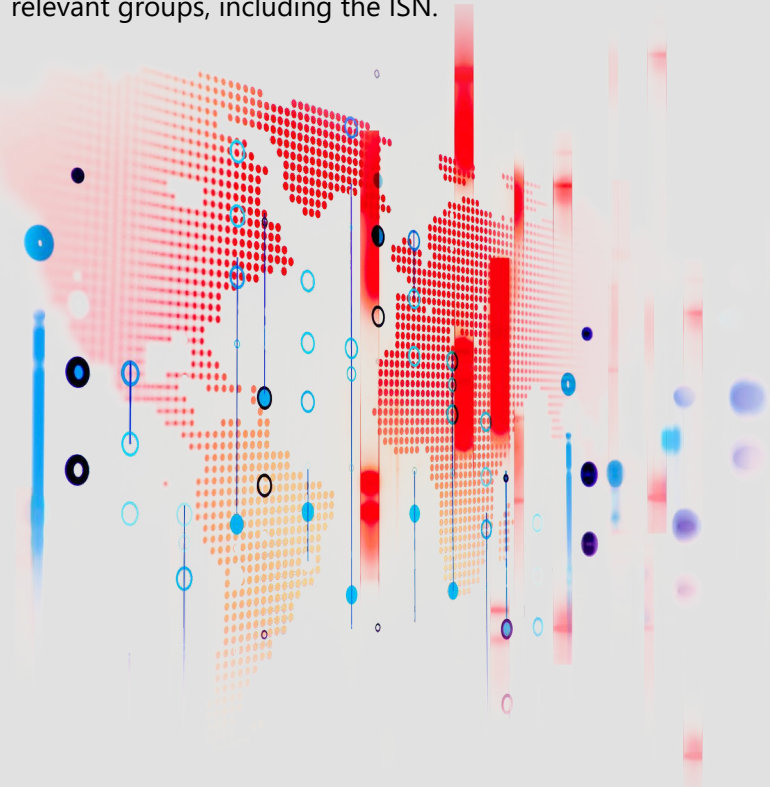 relevant groups, including the ISN.